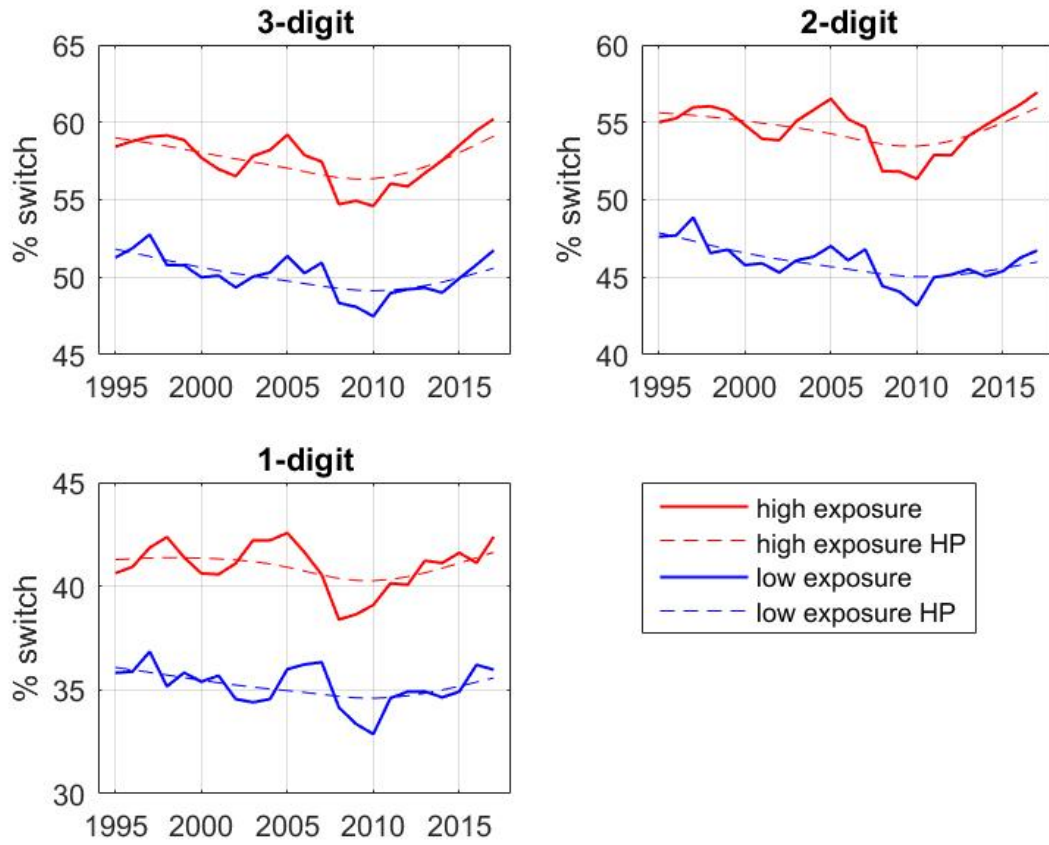 3-digit
65
60
55
50
45
% switch
1995 2000 2005 2010 2015
2-digit
60
55
50
45
40
% switch
1995 2000 2005 2010 2015
1-digit
45
40
35
30
% switch
1995 2000 2005 2010 2015
high exposure
high exposure HP
low exposure
low exposure HP